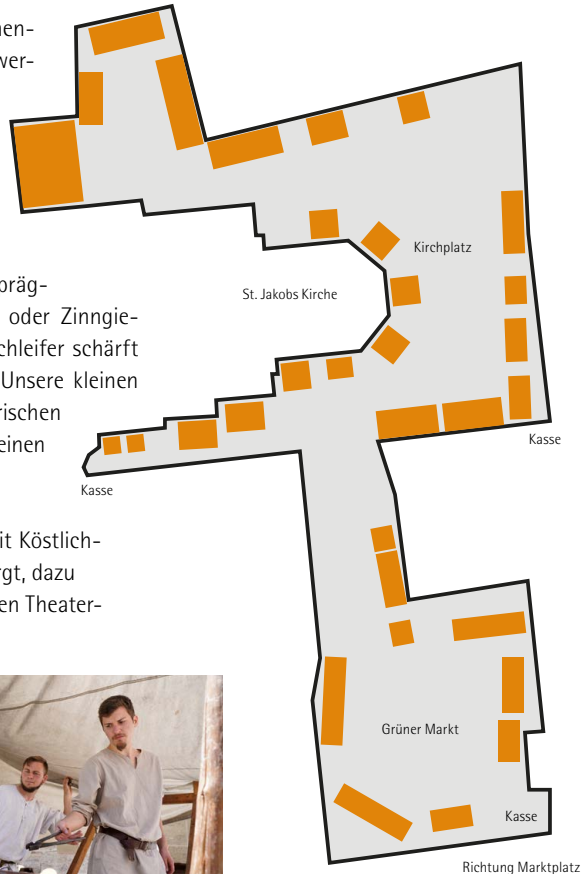 nen-
wer-
präg-
oder Zinngie-
chleifer schärft
Unsere kleinen
rischen
einen
it Köstlich-
rgt, dazu
en Theater-
Kirchplatz
St. Jakobs Kirche
Kasse
Kasse
Grüner Markt
Kasse
Richtung Marktplatz